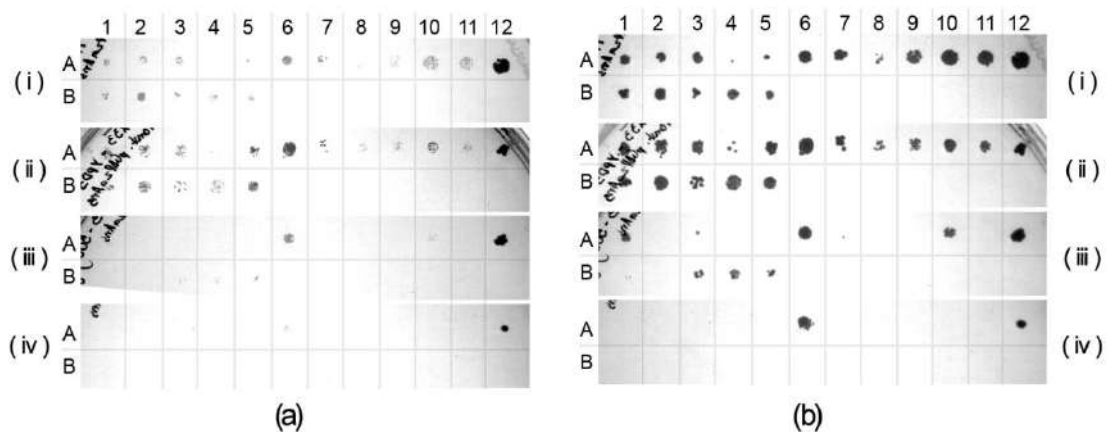 1 2 3 4 5 6 7 8 9 10 11 12
1 2 3 4 5 6 7 8 9 10 11 12
(i) A
B
(ii) A
B
(iii) A
B
(iv) A
B
A (i)
B
A (ii)
B
A (iii)
B
A (iv)
B
(a) (b)